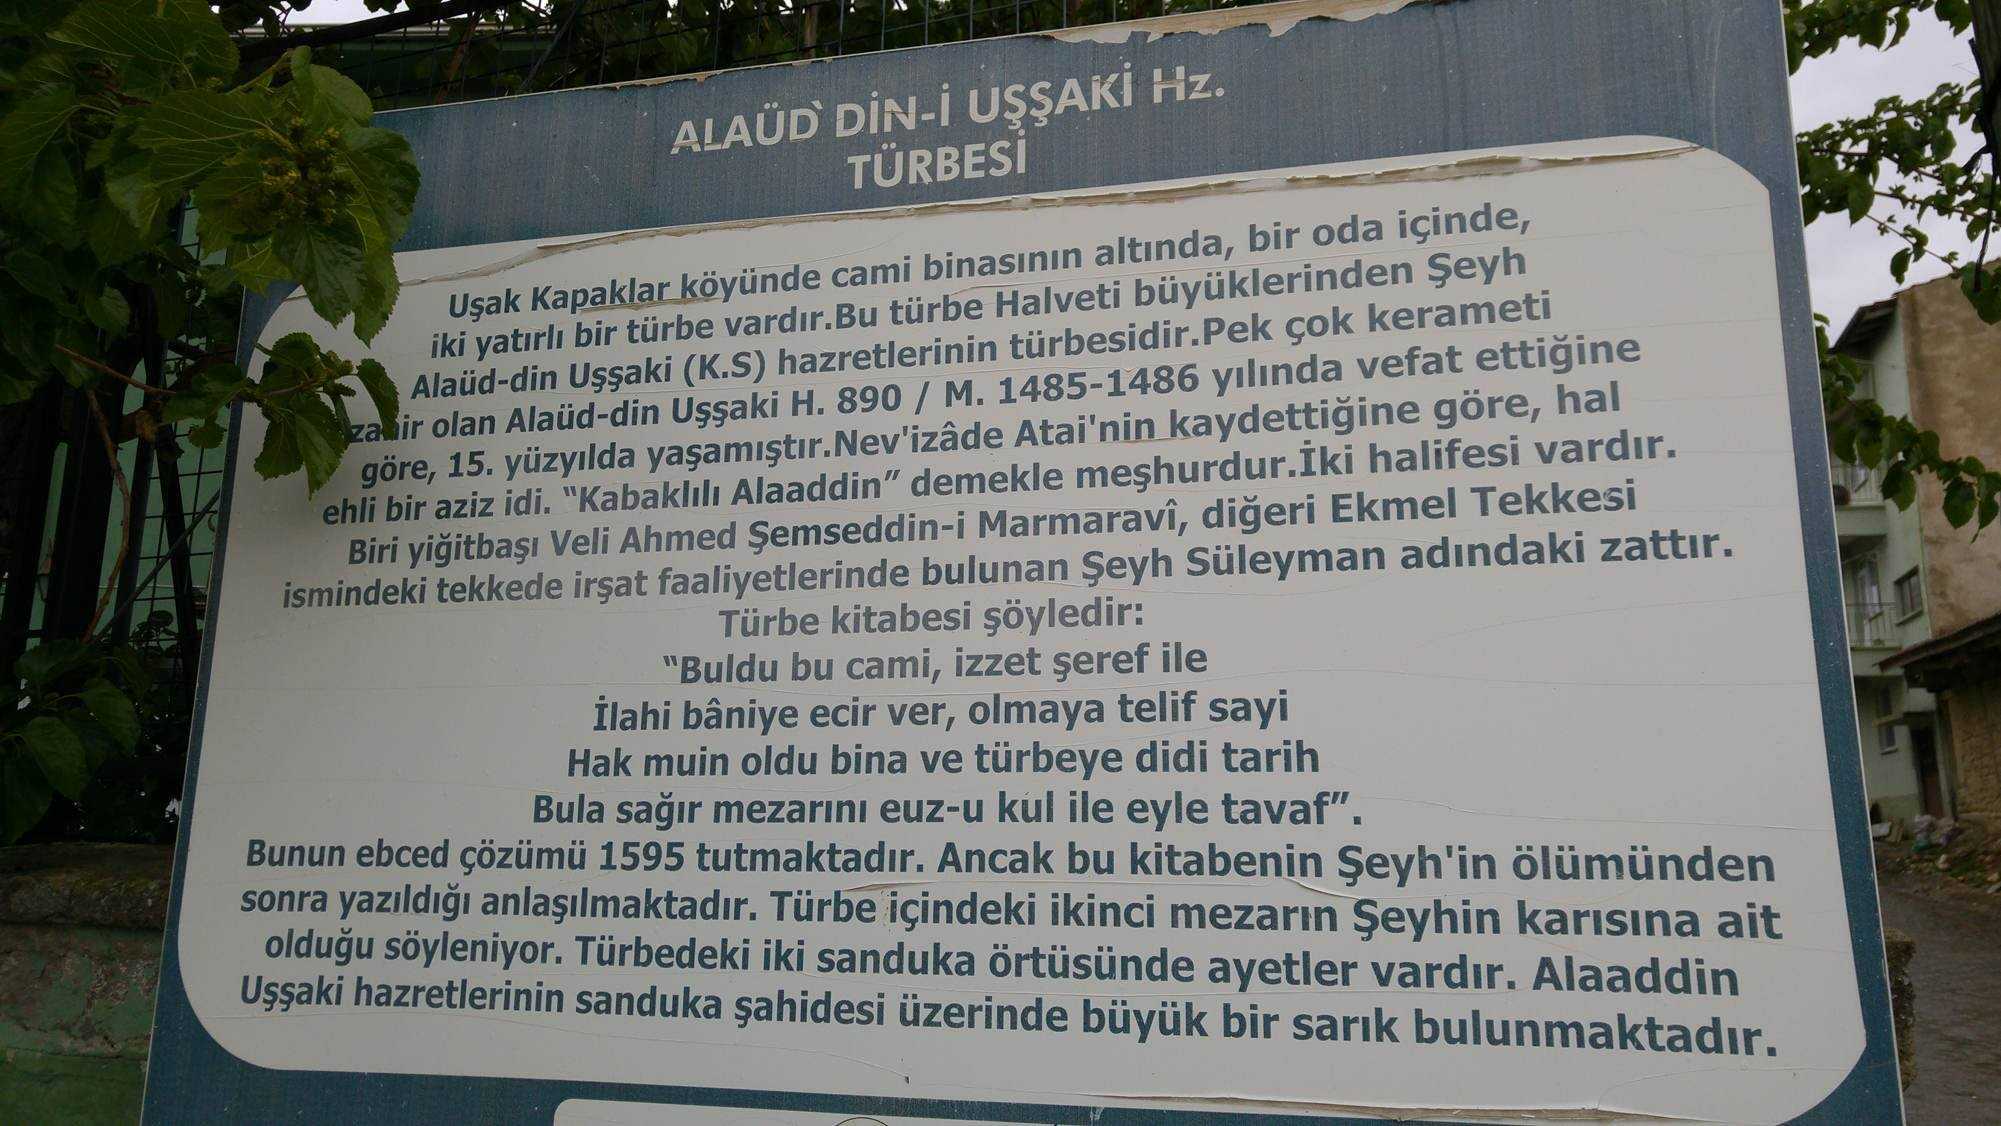 ALAÜD`DİN-İ UŞŞAKİ Hz.
TÜRBESİ
Uşak Kapaklar köyünde cami binasının altında, bir oda içinde,
iki yatırlı bir türbe vardır.Bu türbe Halveti büyüklerinden Şeyh
Alaüd-din Uşşaki (K.S) hazretlerinin türbesidir.Pek çok kerameti
zahir olan Alaüd-din Uşşaki H. 890 / M. 1485-1486 yılında vefat ettiğine
göre, 15. yüzyılda yaşamıştır.Nev'izâde Atai'nin kaydettiğine göre, hal
ehli bir aziz idi. “Kabaklılı Alaaddin” demekle meşhurdur.İki halifesi vardır.
Biri yiğitbaşı Veli Ahmed Şemseddin-i Marmaravî, diğeri Ekmel Tekkesi
ismindeki tekkede irşat faaliyetlerinde bulunan Şeyh Süleyman adındaki zattır.
Türbe kitabesi şöyledir:
“Buldu bu cami, izzet şeref ile
İlahi bâniye ecir ver, olmaya telif sayi
Hak muin oldu bina ve türbeye didi tarih
Bula sağır mezarını euz-u kul ile eyle tavaf”.
Bunun ebced çözümü 1595 tutmaktadır. Ancak bu kitabenin Şeyh'in ölümünden
sonra yazıldığı anlaşılmaktadır. Türbe içindeki ikinci mezarın Şeyhin karısına ait
olduğu söyleniyor. Türbedeki iki sanduka örtüsünde ayetler vardır. Alaaddin
Uşşaki hazretlerinin sanduka şahidesi üzerinde büyük bir sarık bulunmaktadır.